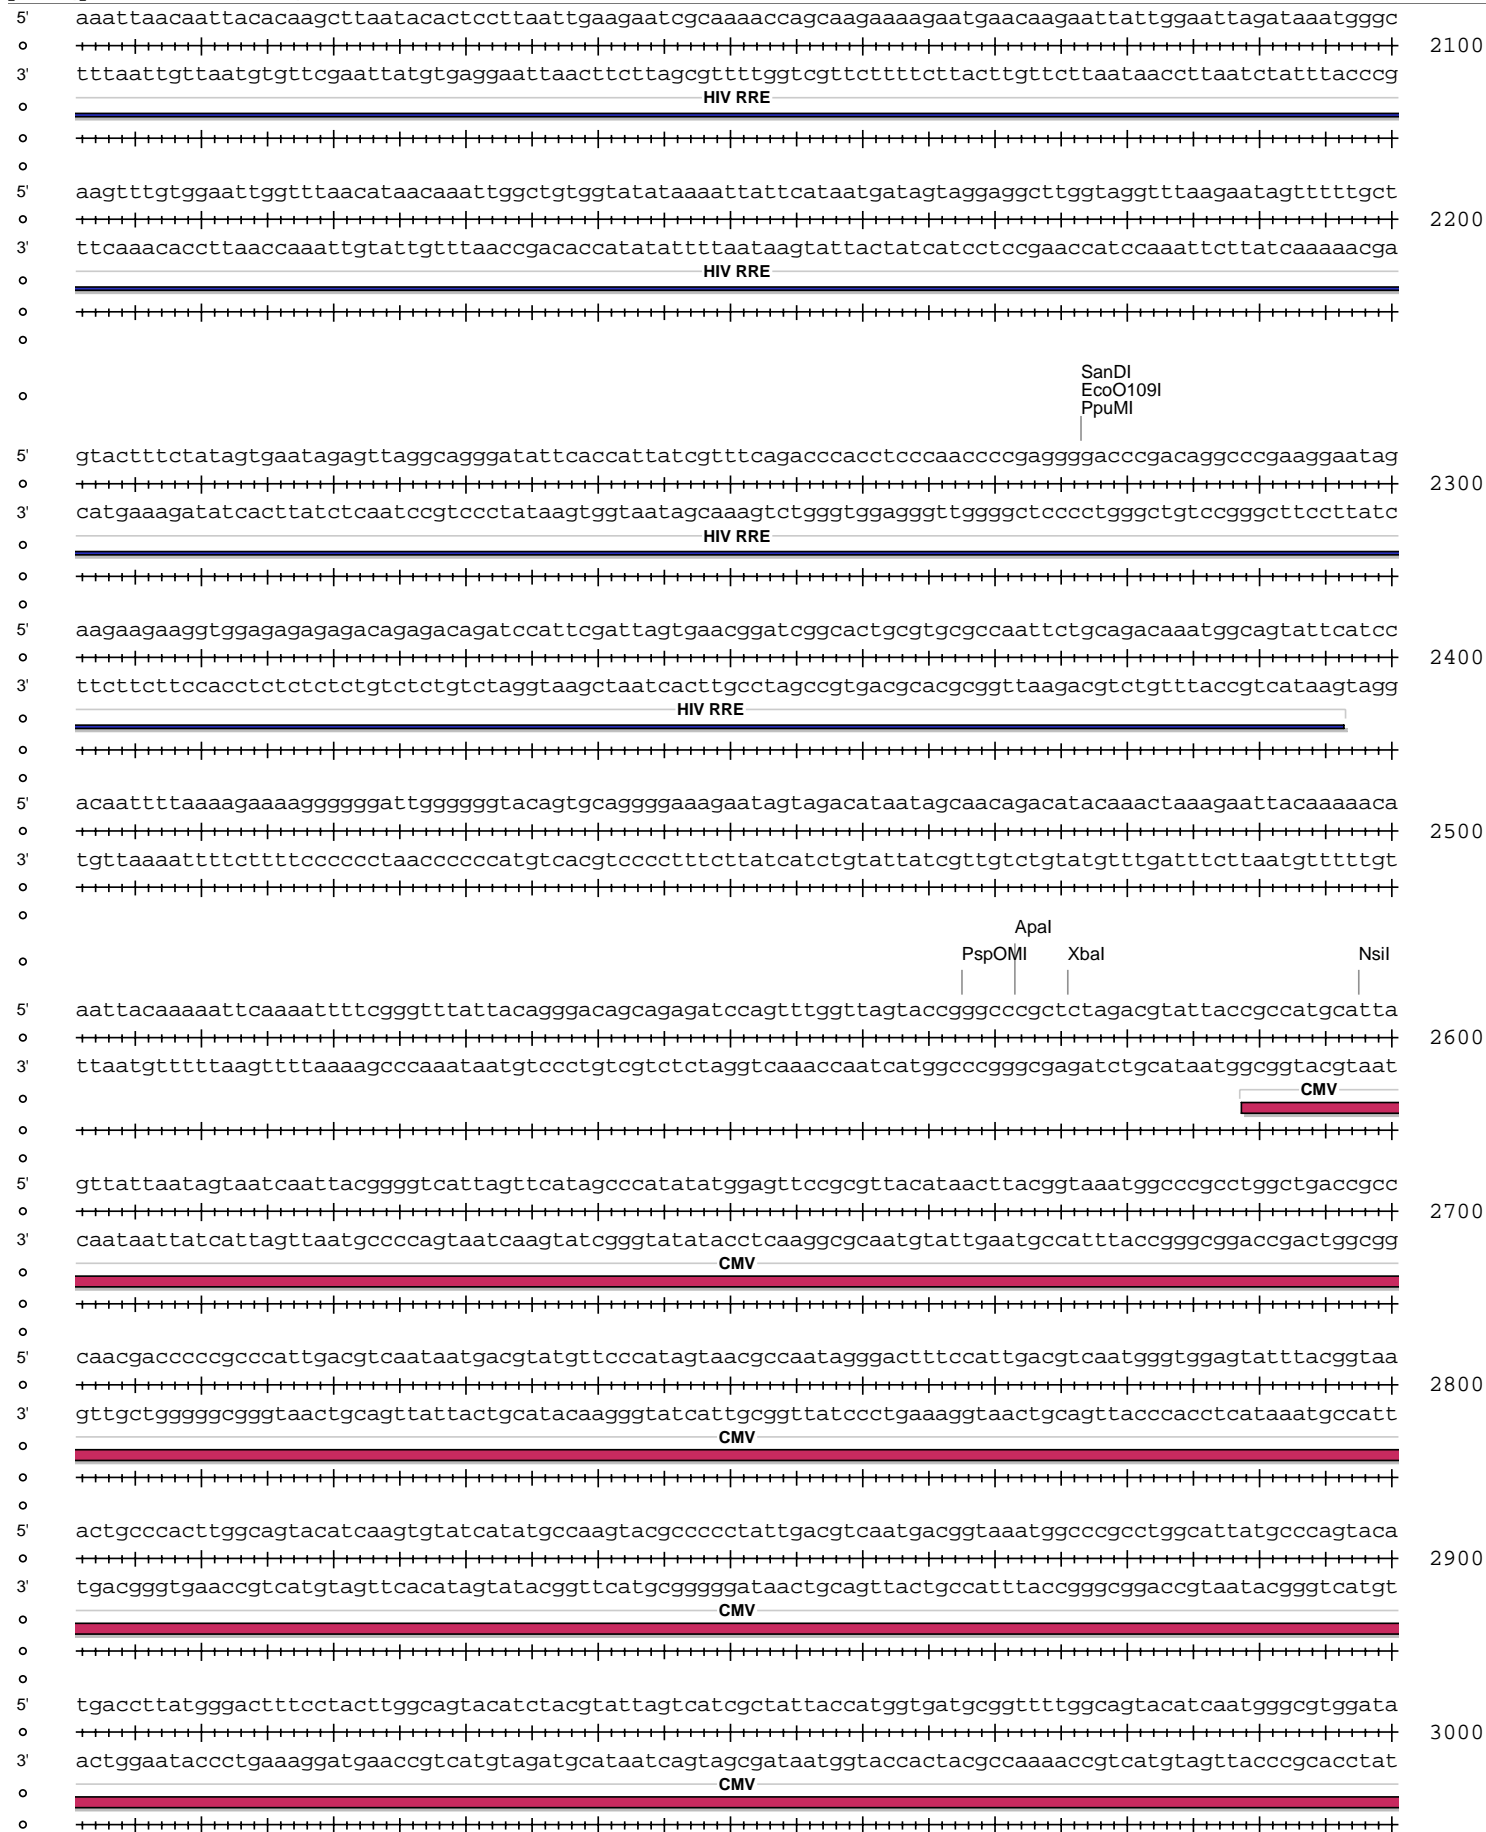 5' aaattaacaattacacaagcttaatacactccttaattgaagaatcgcaaaaccagcaagaaaagaatgaacaagaattattggaattagataaatgggc
2100
3' tttaattgttaatgtgttcgaattatgtgaggaattaacttcttagcgttttggtcgttcttttcttacttgttcttaataaccttaatctatttacccg
HIV RRE
5' aagtttgtggaattggtttaacataacaaattggctgtggtatataaaattattcataatgatagtaggaggcttggtaggtttaagaatagtttttgct
2200
3' ttcaaacaccttaaccaaattgtattgtttaaccgacaccatatattttaataagtattactatcatcctccgaaccatccaaattcttatcaaaaacga
HIV RRE
SanDI
EcoO109I
PpuMI
5' gtactttctatagtgaatagagttaggcagggatattcaccattatcgtttcagacccacctcccaaccccgaggggacccgacaggcccgaaggaatag
2300
3' catgaaagatatcacttatctcaatccgtccctataagtggtaatagcaaagtctgggtggagggttggggctcccctgggctgtccgggcttccttatc
HIV RRE
5' aagaagaaggtggagagagagacagagacagatccattcgattagtgaacggatcggcactgcgtgcgccaattctgcagacaaatggcagtattcatcc
2400
3' ttcttcttccacctctctctctgtctctgtctaggtaagctaatcacttgcctagccgtgacgcacgcggttaagacgtctgtttaccgtcataagtagg
HIV RRE
5' acaattttaaaagaaaaggggggattggggggtacagtgcaggggaaagaatagtagacataatagcaacagacatacaaactaaagaattacaaaaaca
2500
3' tgttaaaattttcttttcccccctaaccccccatgtcacgtcccctttcttatcatctgtattatcgttgtctgtatgtttgatttcttaatgtttttgt
ApaI
PspOMI XbaI NsiI
5' aattacaaaaattcaaaattttcgggtttattacagggacagcagagatccagtttggttagtaccgggcccgctctagacgtattaccgccatgcatta
2600
3' ttaatgtttttaagttttaaaagcccaaataatgtccctgtcgtctctaggtcaaaccaatcatggcccgggcgagatctgcataatggcggtacgtaat
CMV
5' gttattaatagtaatcaattacggggtcattagttcatagcccatatatggagttccgcgttacataacttacggtaaatggcccgcctggctgaccgcc
2700
3' caataattatcattagttaatgccccagtaatcaagtatcgggtatatacctcaaggcgcaatgtattgaatgccatttaccgggcggaccgactggcgg
CMV
5' caacgacccccgcccattgacgtcaataatgacgtatgttcccatagtaacgccaatagggactttccattgacgtcaatgggtggagtatttacggtaa
2800
3' gttgctgggggcgggtaactgcagttattactgcatacaagggtatcattgcggttatccctgaaaggtaactgcagttacccacctcataaatgccatt
CMV
5' actgcccacttggcagtacatcaagtgtatcatatgccaagtacgccccctattgacgtcaatgacggtaaatggcccgcctggcattatgcccagtaca
2900
3' tgacgggtgaaccgtcatgtagttcacatagtatacggttcatgcgggggataactgcagttactgccatttaccgggcggaccgtaatacgggtcatgt
CMV
5' tgaccttatgggactttcctacttggcagtacatctacgtattagtcatcgctattaccatggtgatgcggttttggcagtacatcaatgggcgtggata
3000
3' actggaataccctgaaaggatgaaccgtcatgtagatgcataatcagtagcgataatggtaccactacgccaaaaccgtcatgtagttacccgcacctat
CMV